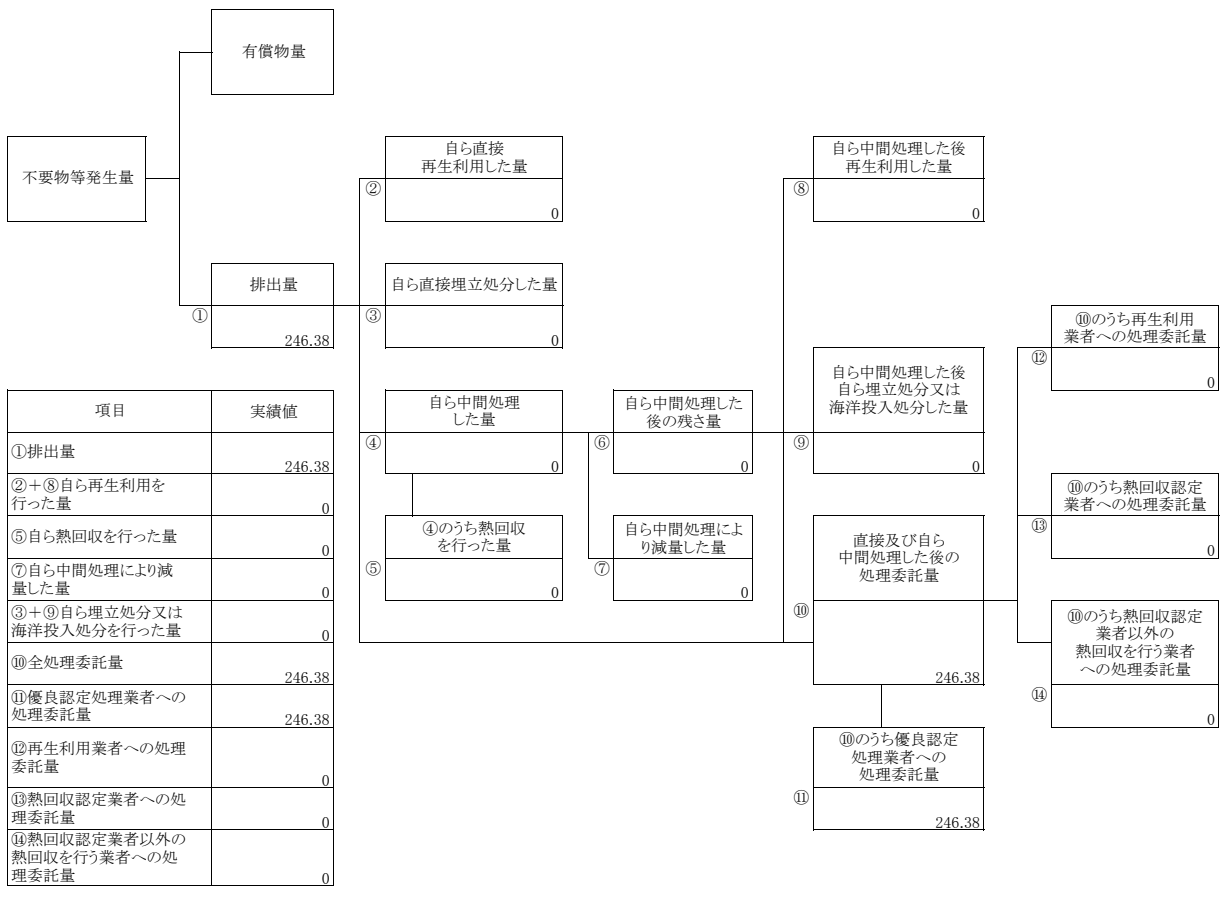 有償物量
不要物等発生量
自ら直接
再生利用した量
②
0
自ら中間処理した後
再生利用した量
⑧
0
排出量
①
246.38
自ら直接埋立処分した量
③
0
⑩のうち再生利用
業者への処理委託量
⑫
0
自ら中間処理した後
自ら埋立処分又は
海洋投入処分した量
⑨
0
自ら中間処理
した量
④
0
自ら中間処理した
後の残さ量
⑥
0
⑩のうち熱回収認定
業者への処理委託量
⑬
0
④のうち熱回収
を行った量
⑤
0
自ら中間処理によ
り減量した量
⑦
0
直接及び自ら
中間処理した後の
処理委託量
⑩
246.38
⑩のうち熱回収認定
業者以外の
熱回収を行う業者
への処理委託量
⑭
0
⑩のうち優良認定
処理業者への
処理委託量
⑪
246.38
項目 実績値
①排出量
246.38
②＋⑧自ら再生利用を
行った量
0
⑤自ら熱回収を行った量
0
⑦自ら中間処理により減
量した量
0
③＋⑨自ら埋立処分又は
海洋投入処分を行った量
0
⑩全処理委託量
246.38
⑪優良認定処理業者への
処理委託量
246.38
⑫再生利用業者への処理
委託量
0
⑬熱回収認定業者への処
理委託量
0
⑭熱回収認定業者以外の
熱回収を行う業者への処
理委託量
0